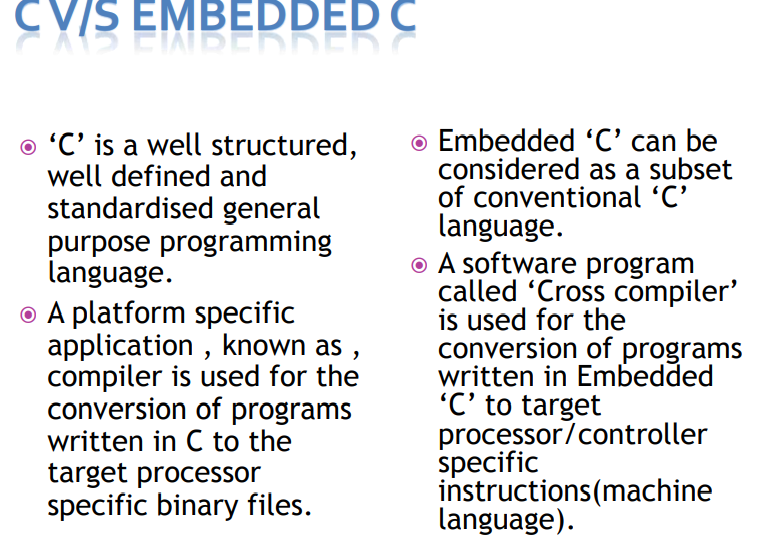 C V/S EMBEDDED C
‘C’ is a well structured,
well defined and
standardised general
purpose programming
language.
A platform specific
application , known as ,
compiler is used for the
conversion of programs
written in C to the
target processor
specific binary files.
Embedded ‘C’ can be
considered as a subset
of conventional ‘C’
language.
A software program
called ‘Cross compiler’
is used for the
conversion of programs
written in Embedded
‘C’ to target
processor/controller
specific
instructions(machine
language).